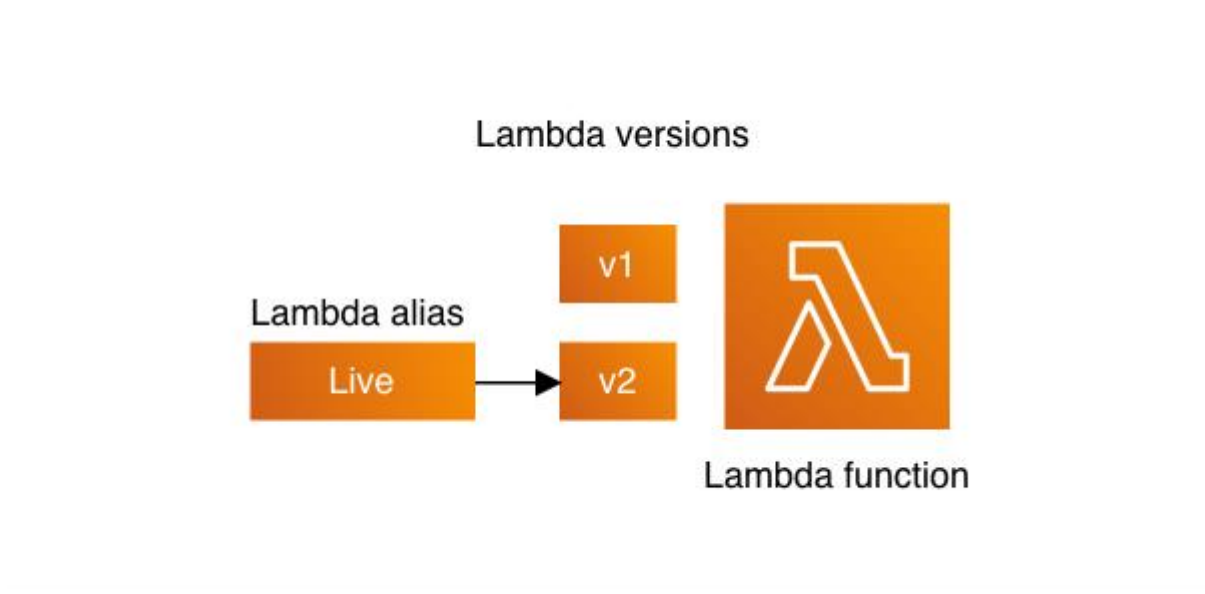 Lambda versions
v1
Lambda alias
Live
v2
Lambda function